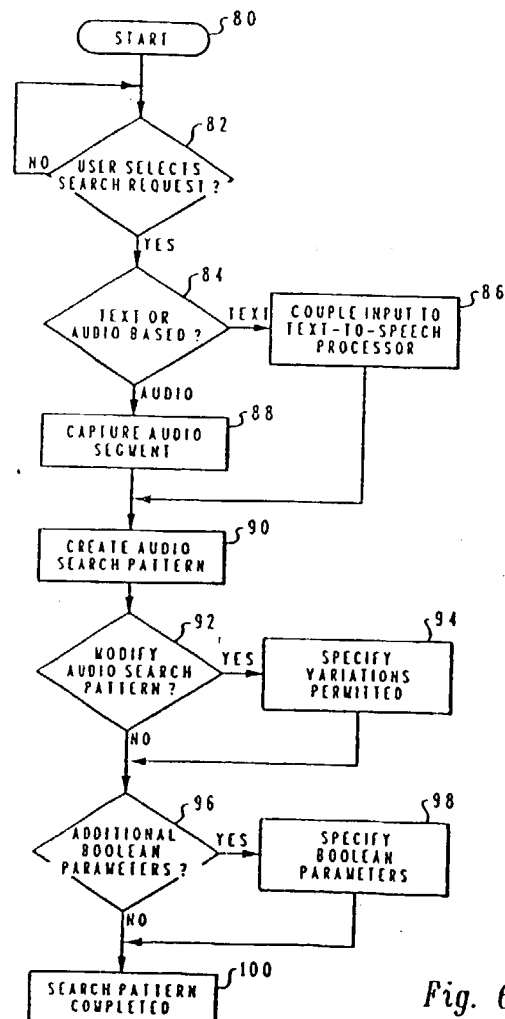 80
START
82
NO
USER SELECTS
SEARCH REQUEST ?
YES
84
TEXT OR
AUDIO BASED ?
TEXT
86
COUPLE INPUT TO
TEXT-TO-SPEECH
PROCESSOR
AUDIO
88
CAPTURE AUDIO
SEGMENT
90
CREATE AUDIO
SEARCH PATTERN
92
MODIFY
AUDIO SEARCH
PATTERN ?
YES
94
SPECIFY
VARIATIONS
PERMITTED
NO
96
ADDITIONAL
BOOLEAN
PARAMETERS ?
YES
98
SPECIFY
BOOLEAN
PARAMETERS
NO
100
SEARCH PATTERN
COMPLETED
Fig. 6